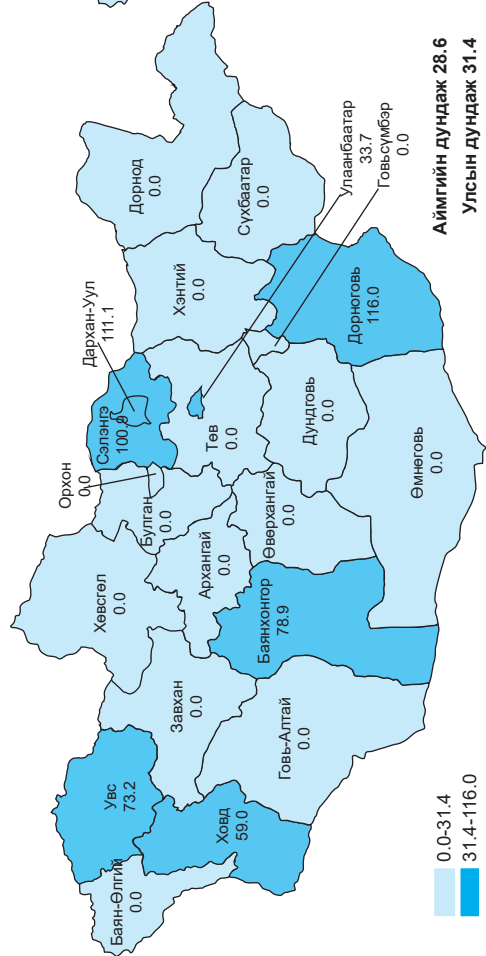 Баян-Өлгий
0.0
Увс
73.2
Ховд
59.0
Завхан
0.0
Говь-Алтай
0.0
Хөвсгөл
0.0
Архангай
0.0
Баянхонгор
78.9
Орхон
0.0
Булган
0.0
Өвөрхангай
0.0
Сэлэнгэ
100.9
Дархан-Уул
111.1
Төв
0.0
Дундговь
0.0
Өмнөговь
0.0
Хэнтий
0.0
Дорноговь
116.0
Дорнод
0.0
Сүхбаатар
0.0
Улаанбаатар
33.7
Говьсүмбэр
0.0
0.0-31.4
31.4-116.0
Аймгийн дундаж 28.6
Улсын дундаж 31.4